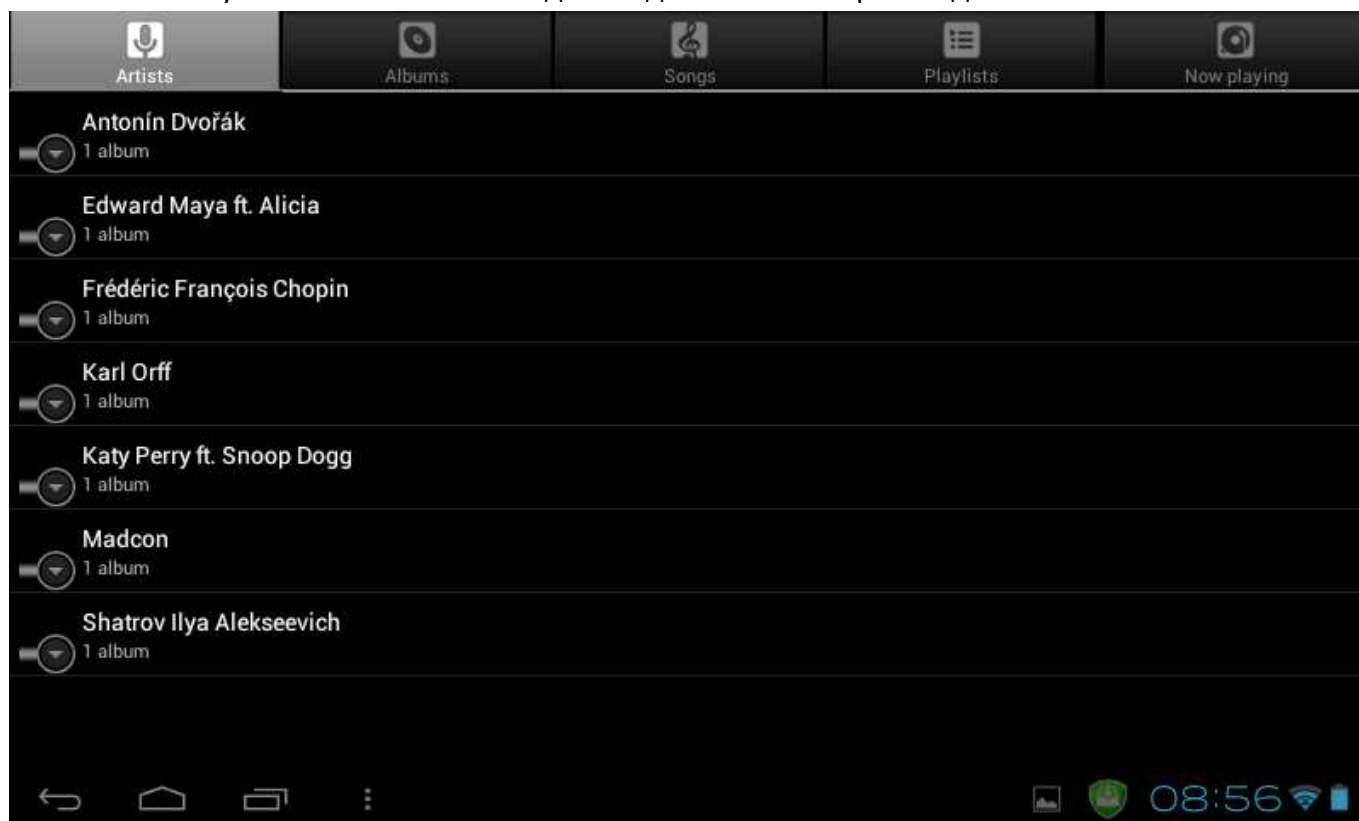 Artists Albums Songs Playlists Now playing
Antonín Dvořák
1 album
Edward Maya ft. Alicia
1 album
Frédéric François Chopin
1 album
Karl Orff
1 album
Katy Perry ft. Snoop Dogg
1 album
Madcon
1 album
Shatrov Ilya Alekseevich
1 album
08:56